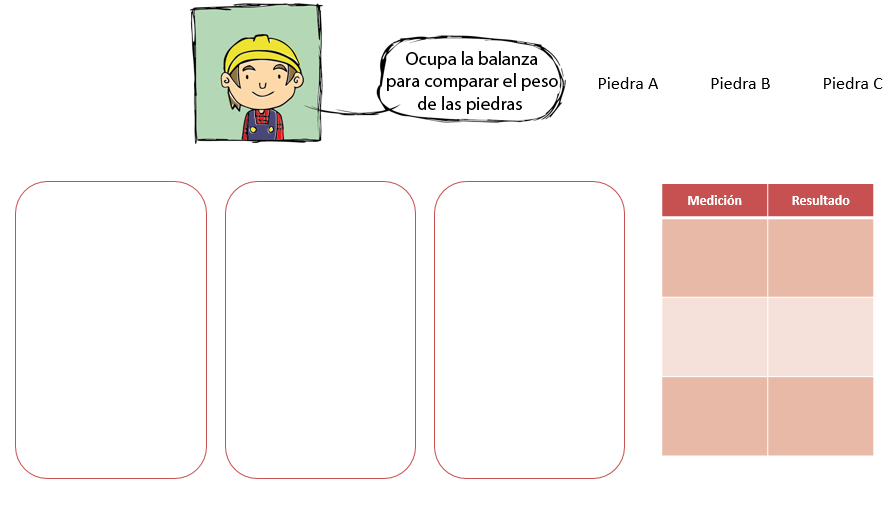 Ocupa la balanza
para comparar el peso
de las piedras
Piedra A Piedra B Piedra C
Medición Resultado